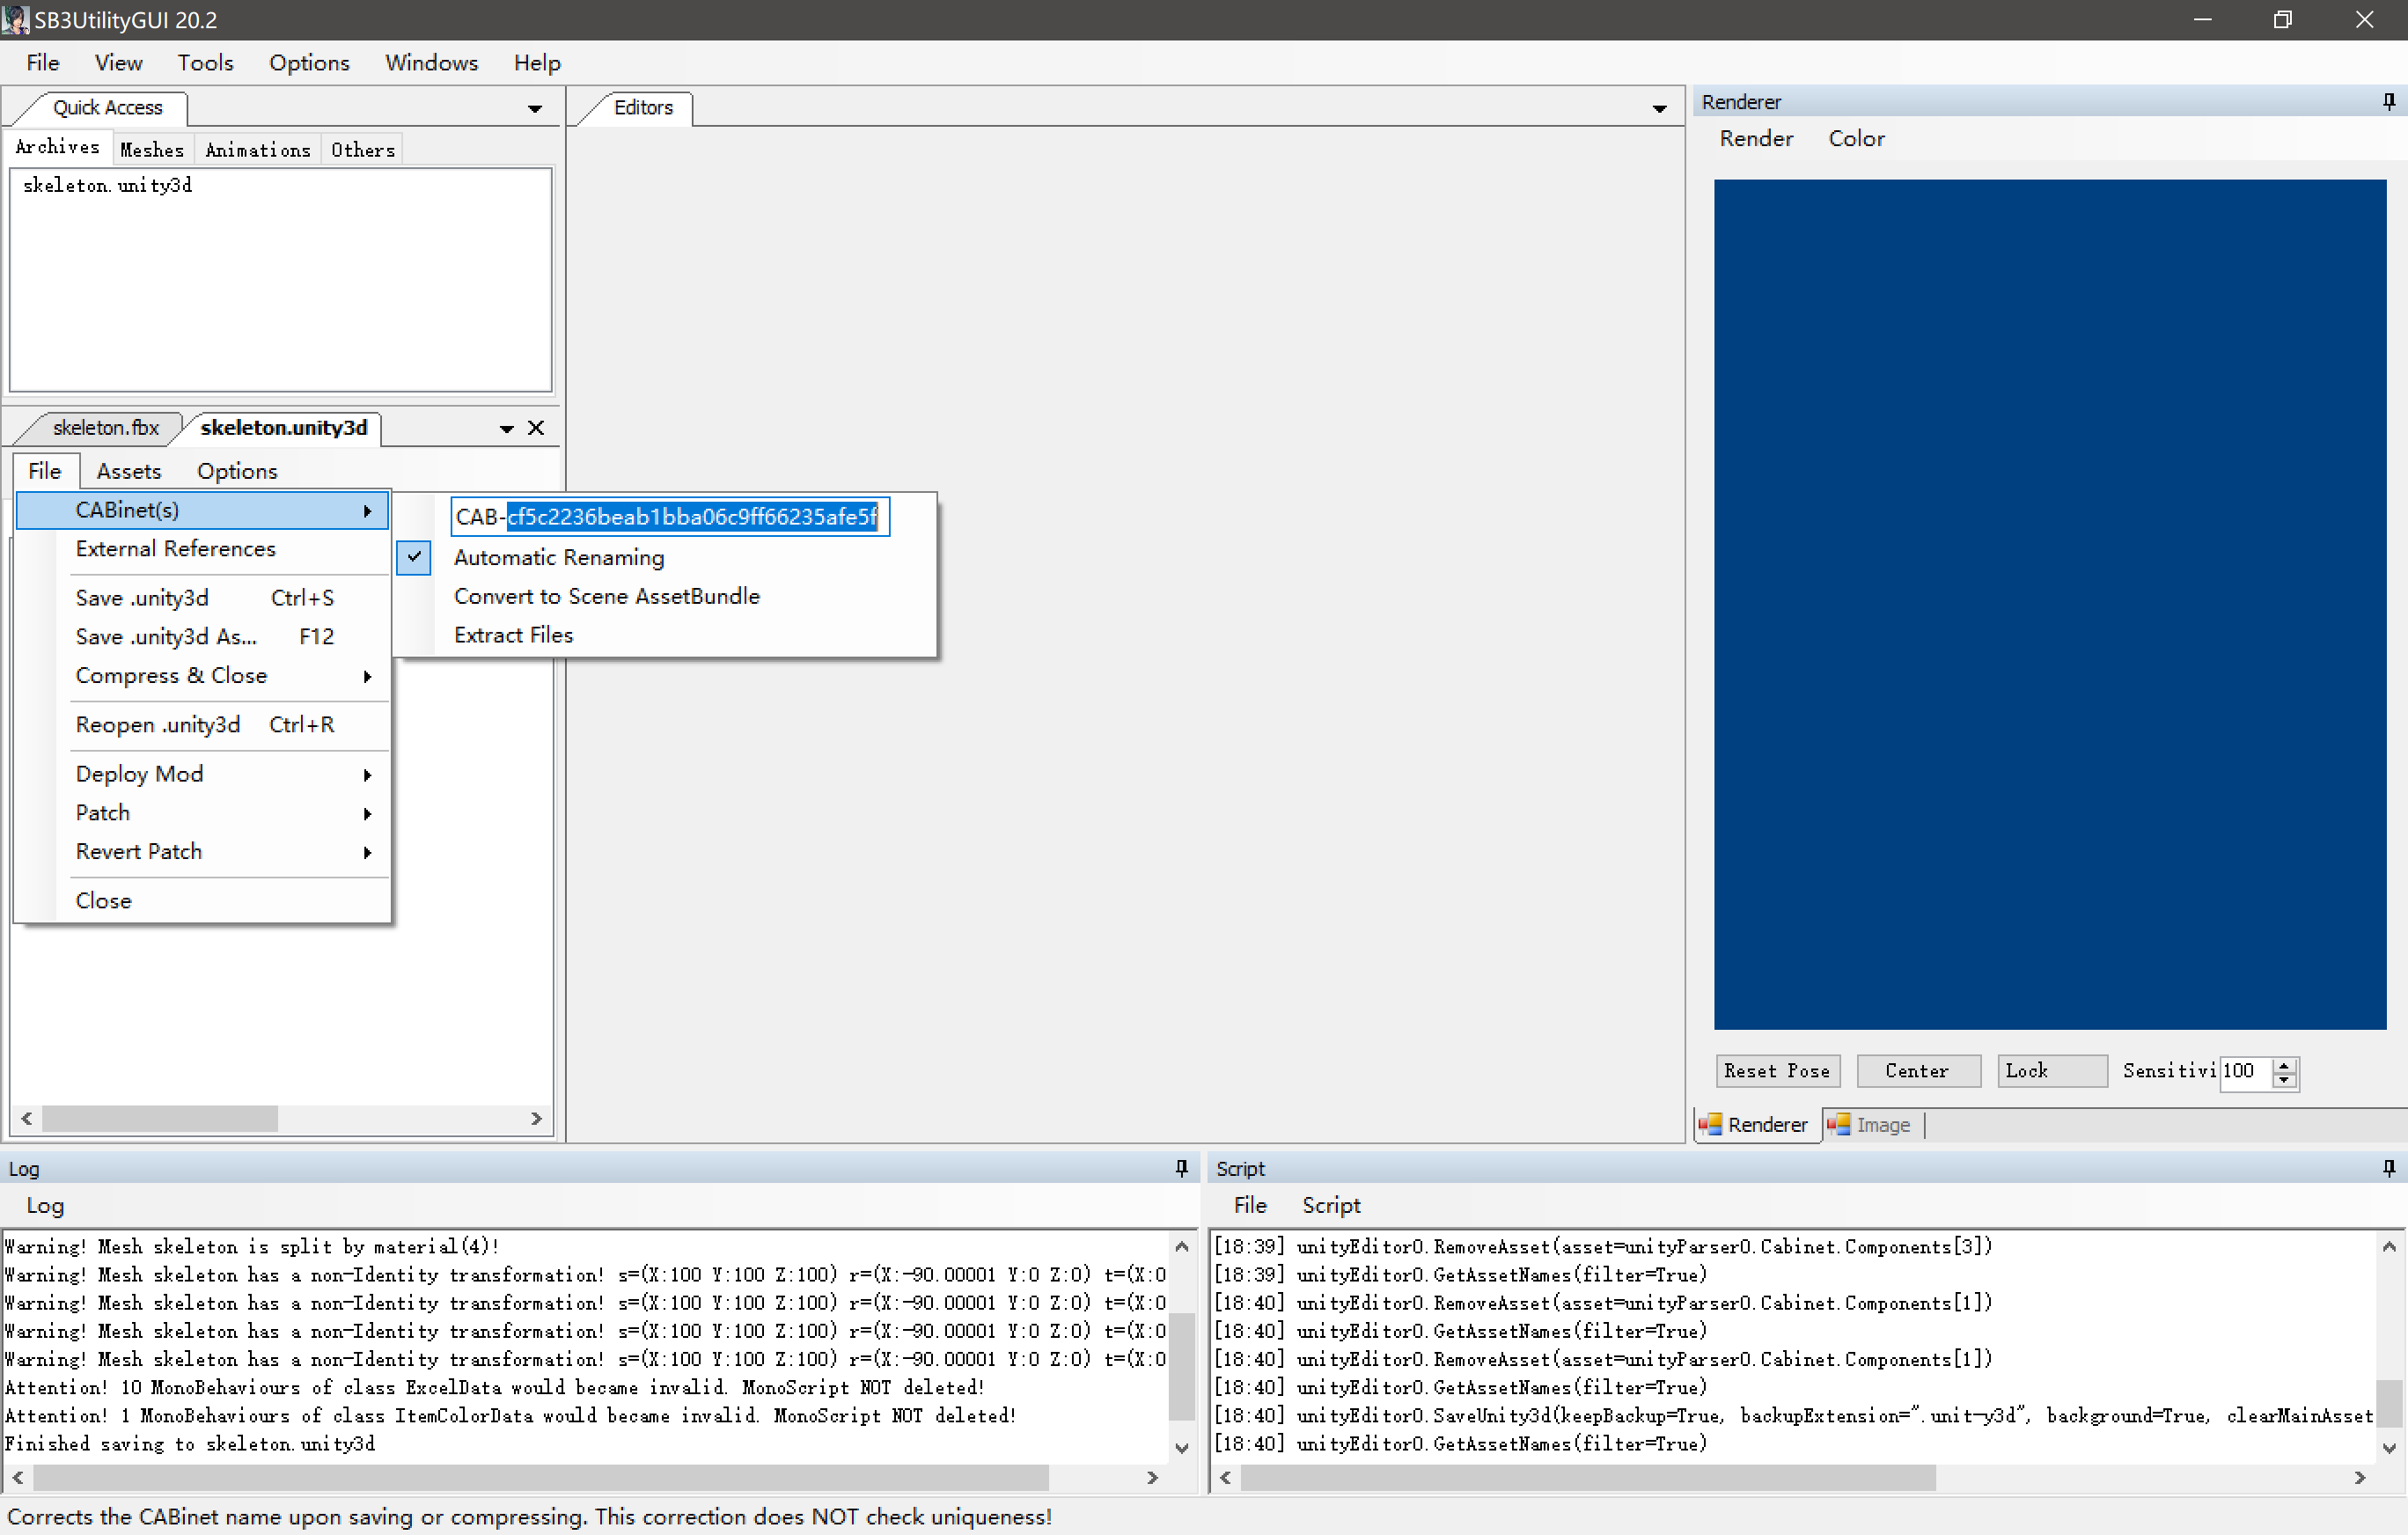 SB3UtilityGUI 20.2
File View Tools Options Windows Help
Quick Access
Archives Meshes Animations Others
skeleton.unity3d
Editors
Renderer
Render Color
skeleton.fbx skeleton.unity3d
File Assets Options
CABinet(s)
External References
Save .unity3d Ctrl+S
Save .unity3d As... F12
Compress & Close
Reopen .unity3d Ctrl+R
Deploy Mod
Patch
Revert Patch
Close
CAB-cf5c2236beab1bba06c9ff66235afe5f
Automatic Renaming
Convert to Scene AssetBundle
Extract Files
Reset Pose Center Lock Sensitivi 100
Renderer Image
Log
Log
Warning! Mesh skeleton is split by material(4)!
Warning! Mesh skeleton has a non-Identity transformation! s=(X:100 Y:100 Z:100) r=(X:-90.00001 Y:0 Z:0) t=(X:0
Warning! Mesh skeleton has a non-Identity transformation! s=(X:100 Y:100 Z:100) r=(X:-90.00001 Y:0 Z:0) t=(X:0
Warning! Mesh skeleton has a non-Identity transformation! s=(X:100 Y:100 Z:100) r=(X:-90.00001 Y:0 Z:0) t=(X:0
Warning! Mesh skeleton has a non-Identity transformation! s=(X:100 Y:100 Z:100) r=(X:-90.00001 Y:0 Z:0) t=(X:0
Attention! 10 MonoBehaviours of class ExcelData would became invalid. MonoScript NOT deleted!
Attention! 1 MonoBehaviours of class ItemColorData would became invalid. MonoScript NOT deleted!
Finished saving to skeleton.unity3d
Script
File Script
[18:39] unityEditor0.RemoveAsset(asset=unityParser0.Cabinet.Components[3])
[18:39] unityEditor0.GetAssetNames(filter=True)
[18:40] unityEditor0.RemoveAsset(asset=unityParser0.Cabinet.Components[1])
[18:40] unityEditor0.GetAssetNames(filter=True)
[18:40] unityEditor0.RemoveAsset(asset=unityParser0.Cabinet.Components[1])
[18:40] unityEditor0.GetAssetNames(filter=True)
[18:40] unityEditor0.SaveUnity3d(keepBackup=True, backupExtension=".unit-y3d", background=True, clearMainAsset
[18:40] unityEditor0.GetAssetNames(filter=True)
Corrects the CABinet name upon saving or compressing. This correction does NOT check uniqueness!